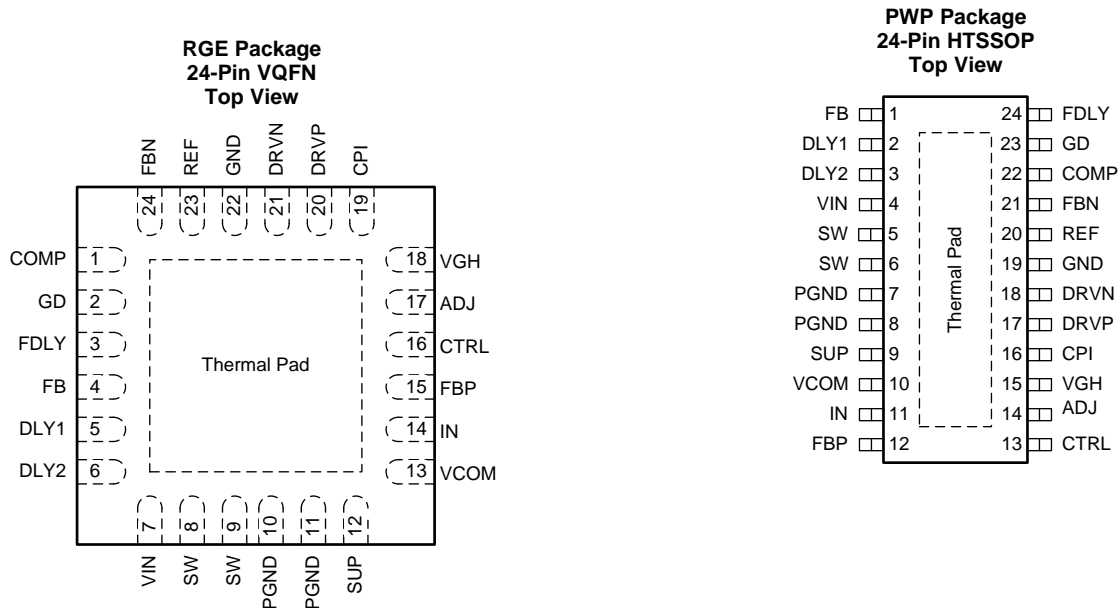 RGE Package
24-Pin VQFN
Top View
FBN
REF
GND
DRVN
DRVP
CPI
24
23
22
21
20
19
COMP 1
GD 2
FDLY 3
FB 4
DLY1 5
DLY2 6
Thermal Pad
18 VGH
17 ADJ
16 CTRL
15 FBP
14 IN
13 VCOM
7
8
9
10
11
12
VIN
SW
SW
PGND
PGND
SUP
PWP Package
24-Pin HTSSOP
Top View
FB 1
DLY1 2
DLY2 3
VIN 4
SW 5
SW 6
PGND 7
PGND 8
SUP 9
VCOM 10
IN 11
FBP 12
Thermal Pad
24 FDLY
23 GD
22 COMP
21 FBN
20 REF
19 GND
18 DRVN
17 DRVP
16 CPI
15 VGH
14 ADJ
13 CTRL